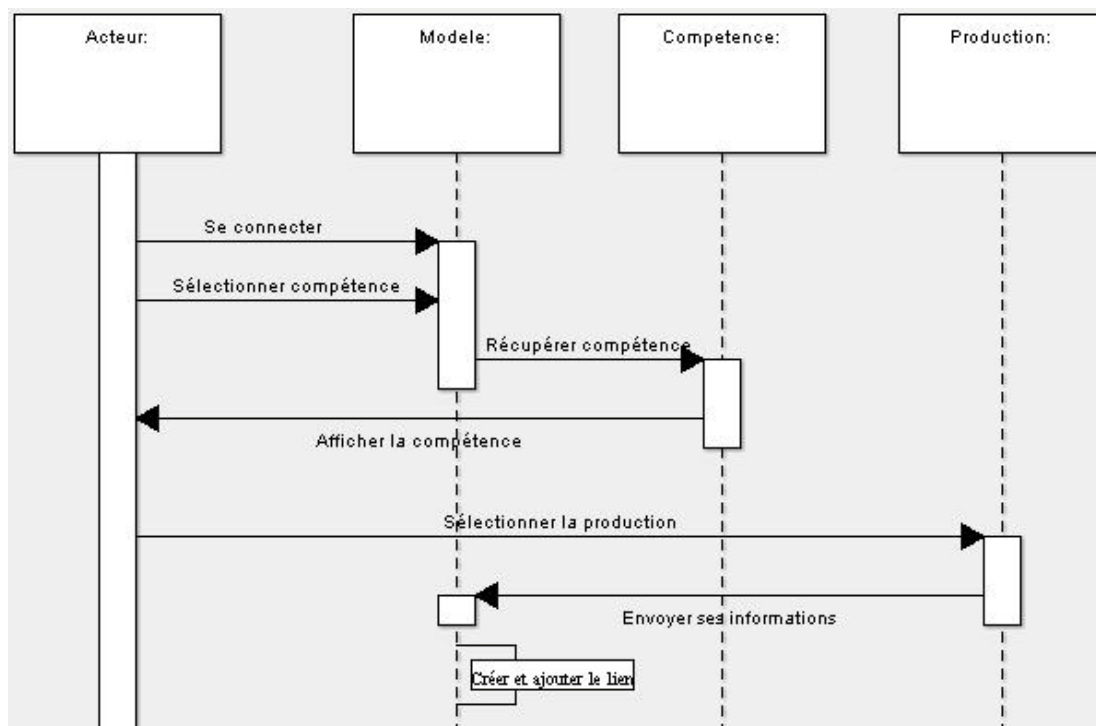 Acteur:
Modele:
Competence:
Production:
Se connecter
Sélectionner compétence
Récupérer compétence
Afficher la compétence
Sélectionner la production
Envoyer ses informations
Créer et ajouter le lien